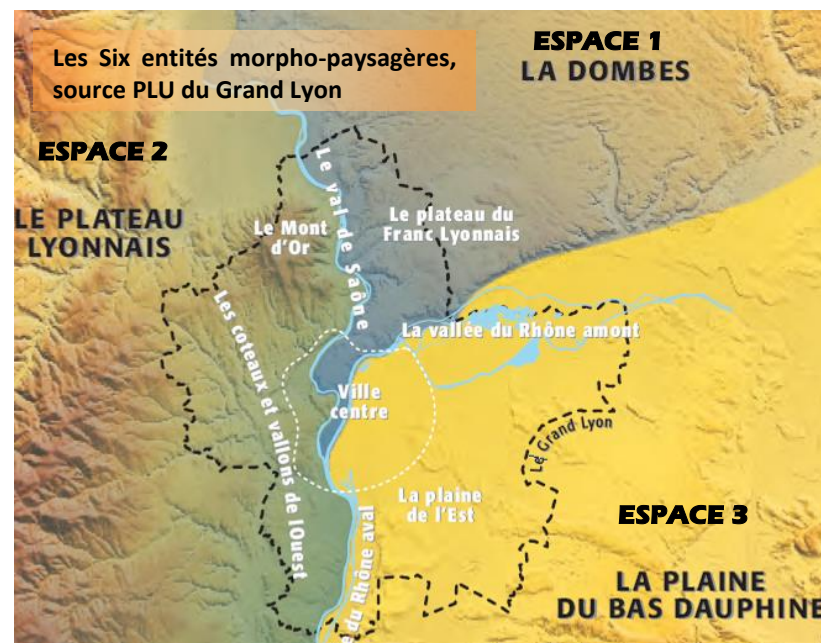 Les Six entités morpho-paysagères,
source PLU du Grand Lyon
ESPACE 1
LA DOMBES
ESPACE 2
LE PLATEAU
LYONNAIS
Le val de Saône
Le Mont
d'Or
Le plateau du
Franc Lyonnais
Les coteaux et vallons de lOuest
La vallée du Rhône amont
Ville
centre
Le Grand Lyon
La plaine
de l'Est
ESPACE 3
LA PLAINE
DU BAS DAUPHINE
e du Rhône aval